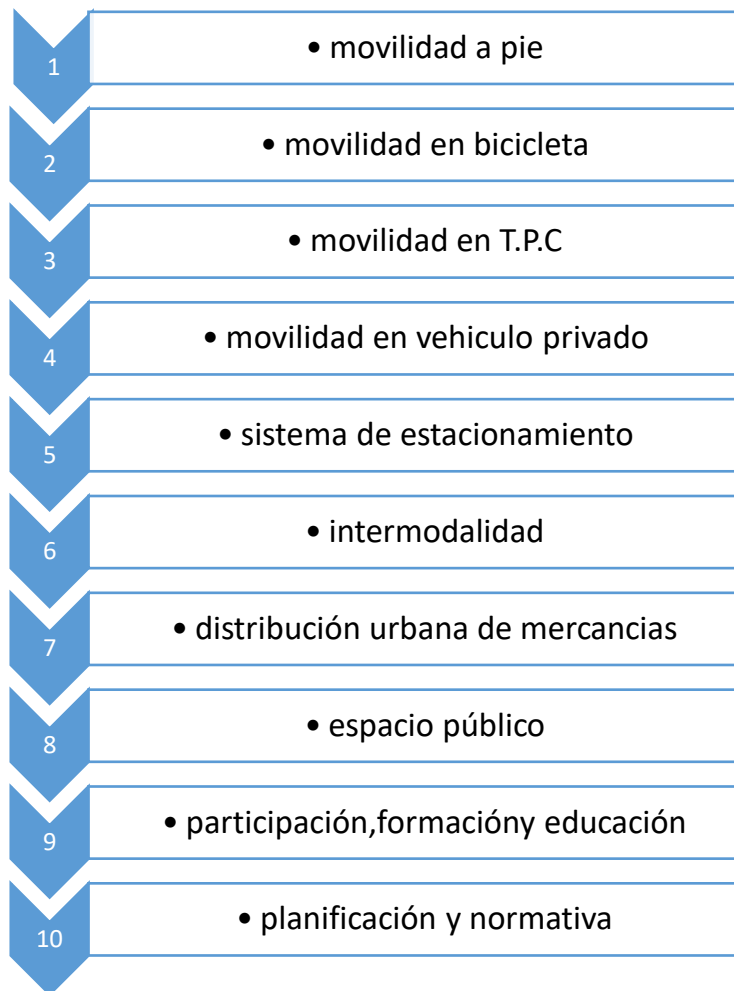 1
• movilidad a pie
2
• movilidad en bicicleta
3
• movilidad en T.P.C
4
• movilidad en vehiculo privado
5
• sistema de estacionamiento
6
• intermodalidad
7
• distribución urbana de mercancias
8
• espacio público
9
• participación,formacióny educación
10
• planificación y normativa